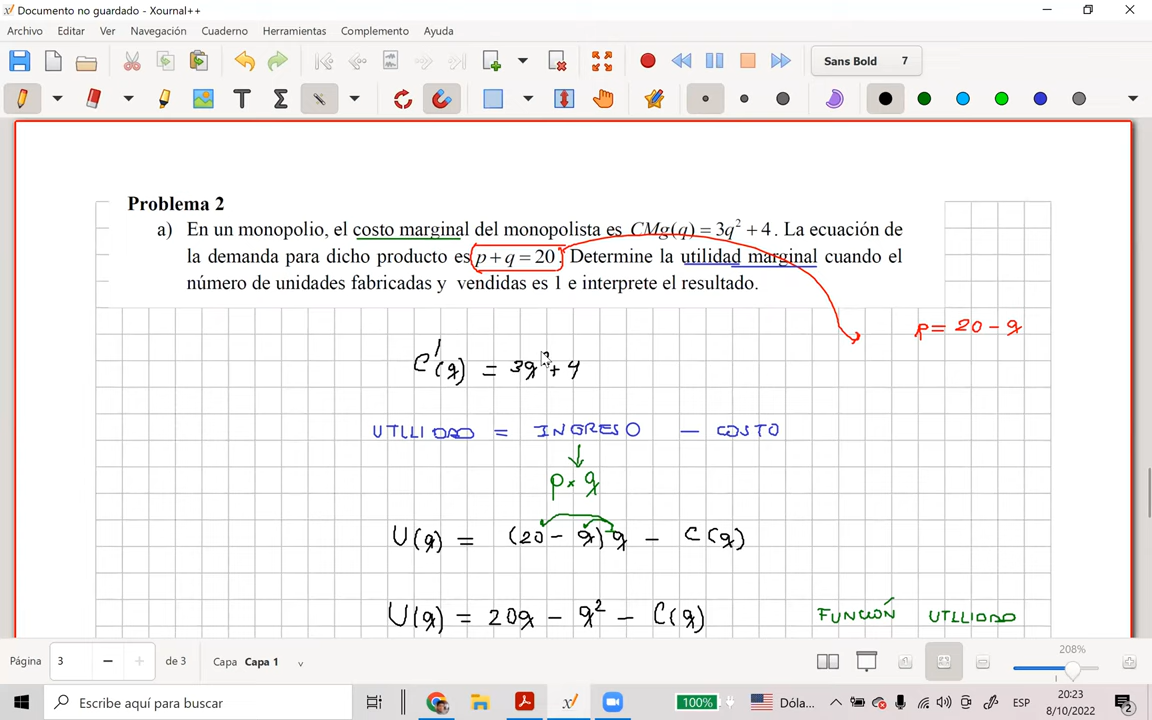 Documento no guardado - Xournal++
Archivo Editar Ver Navegación Cuaderno Herramientas Complemento Ayuda
Sans Bold 7
Problema 2
a) En un monopolio, el costo marginal del monopolista es CMg(q) = 3q² + 4. La ecuación de
la demanda para dicho producto es p + q = 20. Determine la utilidad marginal cuando el
número de unidades fabricadas y vendidas es 1 e interprete el resultado.
p = 20 - q
C'(q) = 3q² + 4
UTLLIDAD = INGRESO - COSTO
p × q
U(q) = (20 - q)q - C(q)
U(q) = 20q - q² - C(q) FUNCIÓN UTLLIDAD
Página 3 de 3 Capa Capa 1 208%
Escribe aquí para buscar
100% Dóla... ESP 20:23
8/10/2022 2